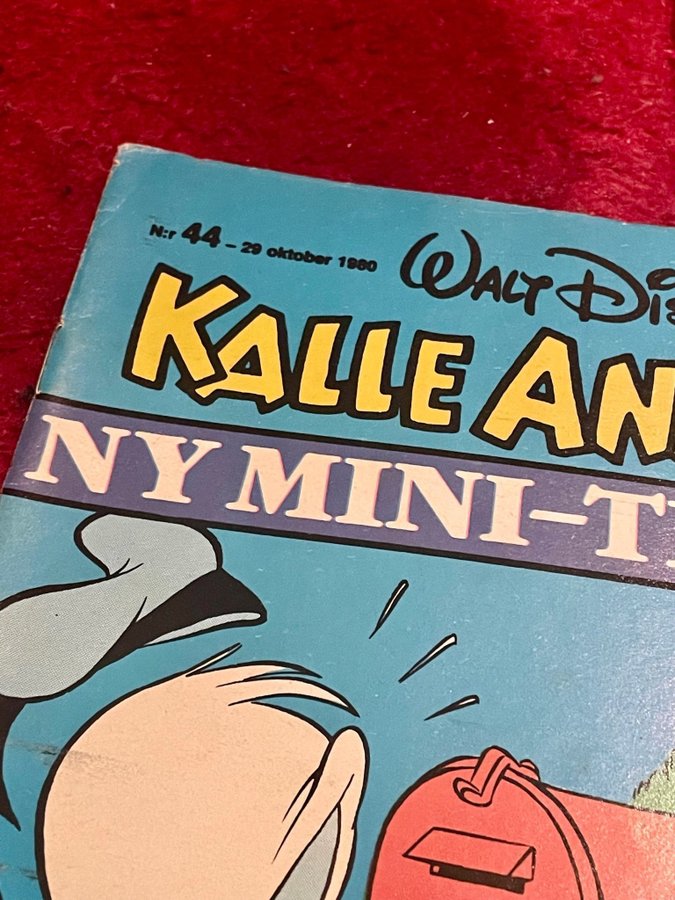 N:r 44 – 29 oktober 1980
WALT DIS
KALLE AN
NY MINI-T